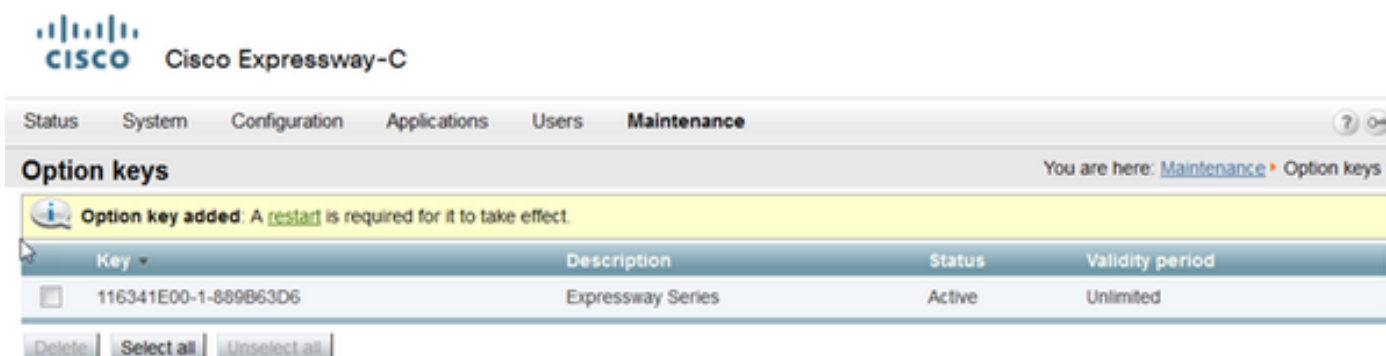 CISCO Cisco Expressway-C
Status System Configuration Applications Users Maintenance
Option keys You are here: Maintenance Option keys
Option key added: A restart is required for it to take effect.
Key Description Status Validity period
116341E00-1-889B63D6 Expressway Series Active Unlimited
Delete Select all Unselect all